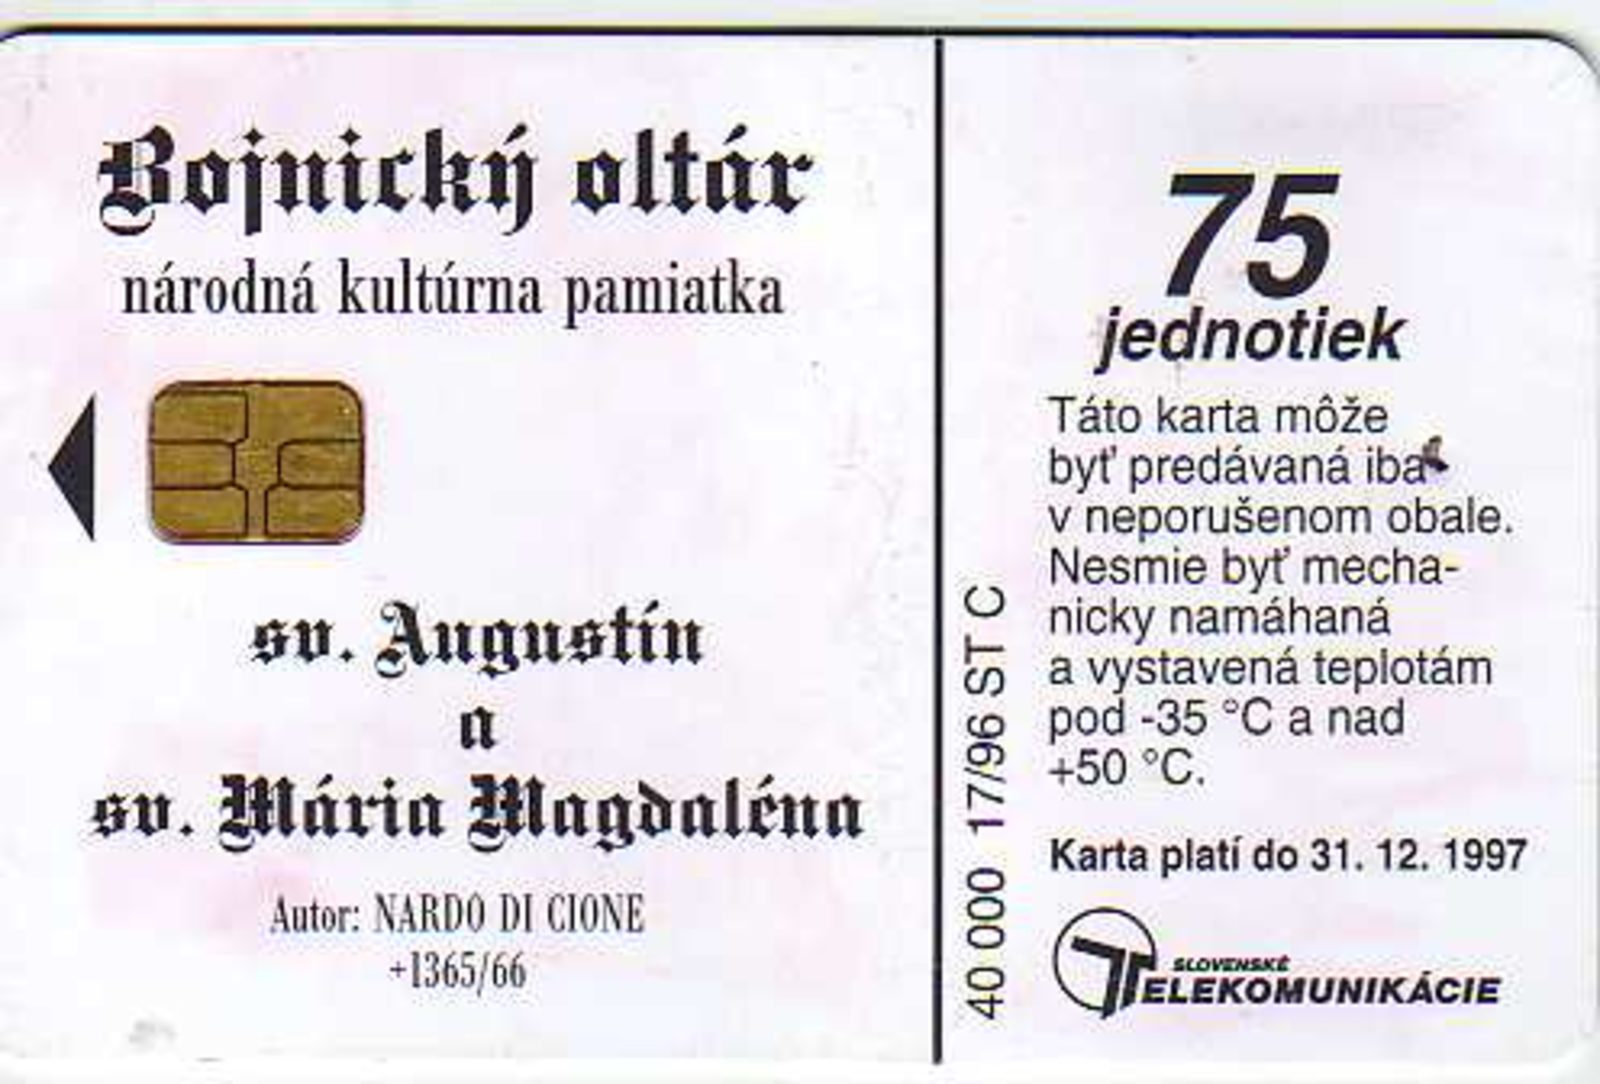 Bojnický oltár
národná kultúrna pamiatka
sv. Augustín
a
sv. Mária Magdaléna
Autor: NARDO DI CIONE
+1365/66
40 000 17/96 ST C
75
jednotiek
Táto karta môže
byť predávaná iba
v neporušenom obale.
Nesmie byť mecha-
nicky namáhaná
a vystavená teplotám
pod -35 °C a nad
+50 °C.
Karta platí do 31. 12. 1997
SLOVENSKÉ
TELEKOMUNIKÁCIE